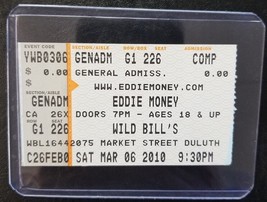 EVENT CODE SECTION/AISLE ROW/BOX SEAT ADMISSION
YWB0306 GENADM G1 226 COMP
$ 0.00 GENERAL ADMISS. $ 0.00
SECTION/AISLE WWW.EDDIEMONEY.COM
GENADM EDDIE MONEY
CA 26X DOORS 7PM - AGES 18 & UP
G1 226 WILD BILL'S
WBL1644 2075 MARKET STREET DULUTH
C26FEB0 SAT MAR 06 2010 9:30PM